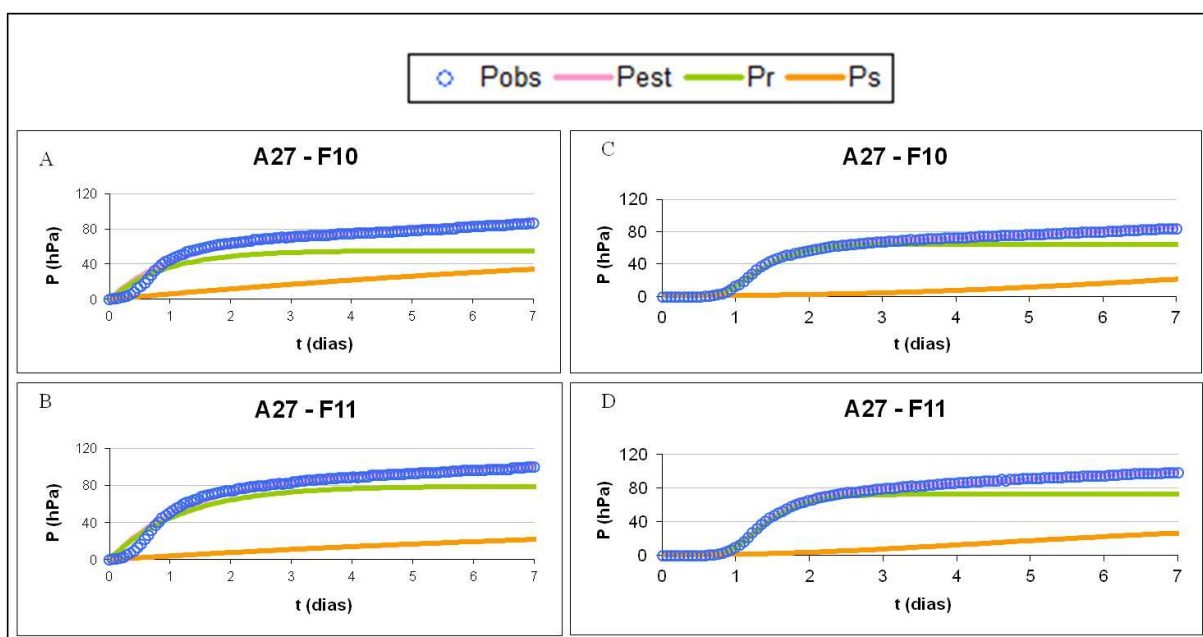 Pobs Pest Pr Ps
A
A27 - F10
P (hPa)
120
80
40
0
0 1 2 3 4 5 6 7
t (dias)
C
A27 - F10
P (hPa)
120
80
40
0
0 1 2 3 4 5 6 7
t (dias)
B
A27 - F11
P (hPa)
120
80
40
0
0 1 2 3 4 5 6 7
t (dias)
D
A27 - F11
P (hPa)
120
80
40
0
0 1 2 3 4 5 6 7
t (dias)